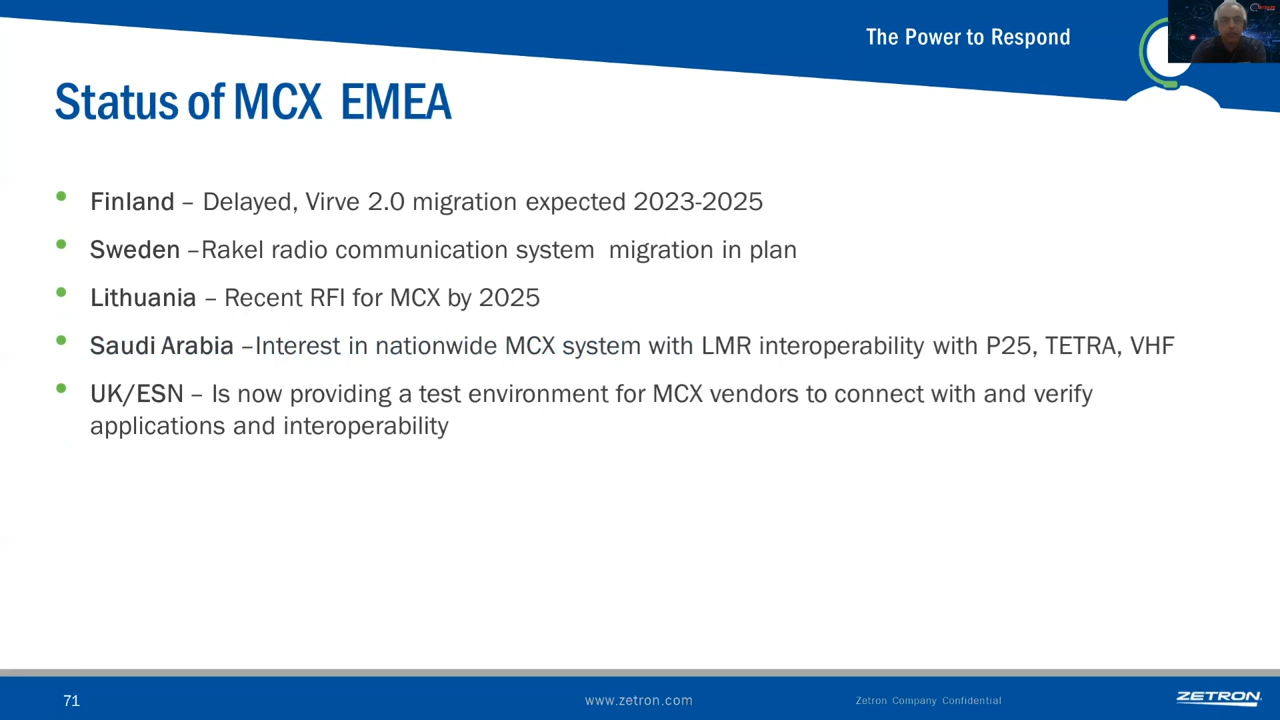 The Power to Respond
Status of MCX EMEA
• Finland – Delayed, Virve 2.0 migration expected 2023-2025
• Sweden –Rakel radio communication system migration in plan
• Lithuania – Recent RFI for MCX by 2025
• Saudi Arabia –Interest in nationwide MCX system with LMR interoperability with P25, TETRA, VHF
• UK/ESN – Is now providing a test environment for MCX vendors to connect with and verify
applications and interoperability
71
www.zetron.com
Zetron Company Confidential
ZETRON